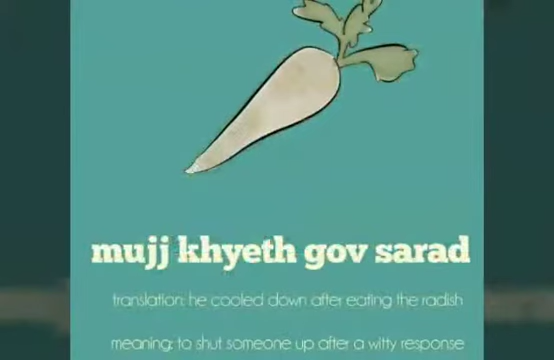 mujj khyeth gov sarad
translation: he cooled down after eating the radish
meaning: to shut someone up after a witty response